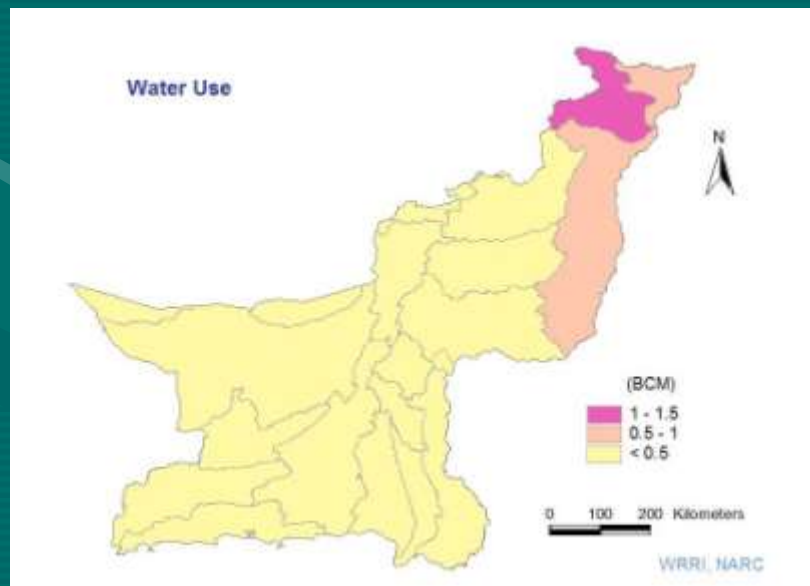 Water Use
N
(BCM)
1 - 1.5
0.5 - 1
< 0.5
0 100 200 Kilometers
WRRI, NARC